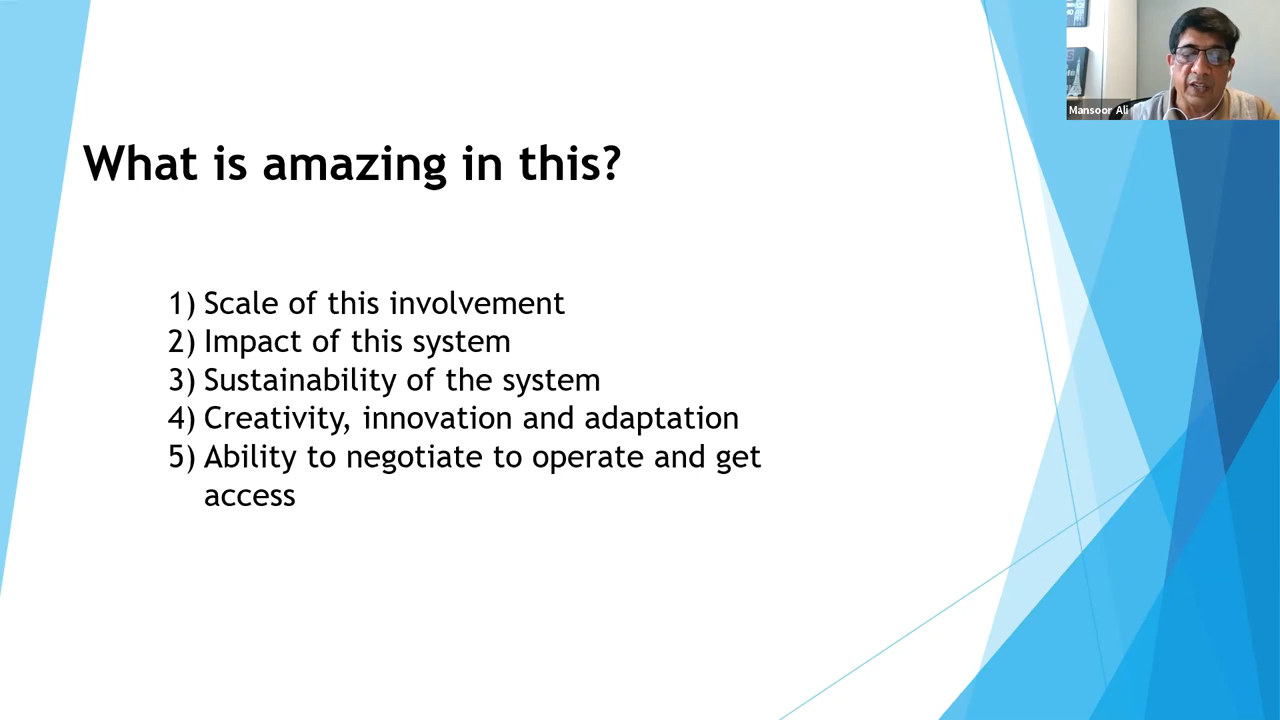 What is amazing in this?
1) Scale of this involvement
2) Impact of this system
3) Sustainability of the system
4) Creativity, innovation and adaptation
5) Ability to negotiate to operate and get
access
Mansoor Ali